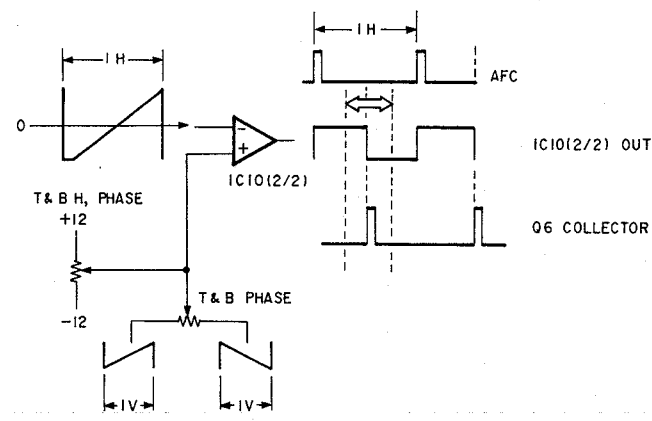 1H
1H
AFC
0
−
+
IC10(2/2)
IC10(2/2) OUT
T&B H, PHASE
+12
−12
Q6 COLLECTOR
T&B PHASE
1V
1V